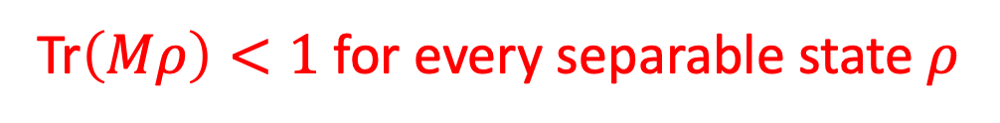 Tr(𝑀𝜌) < 1 for every separable state 𝜌